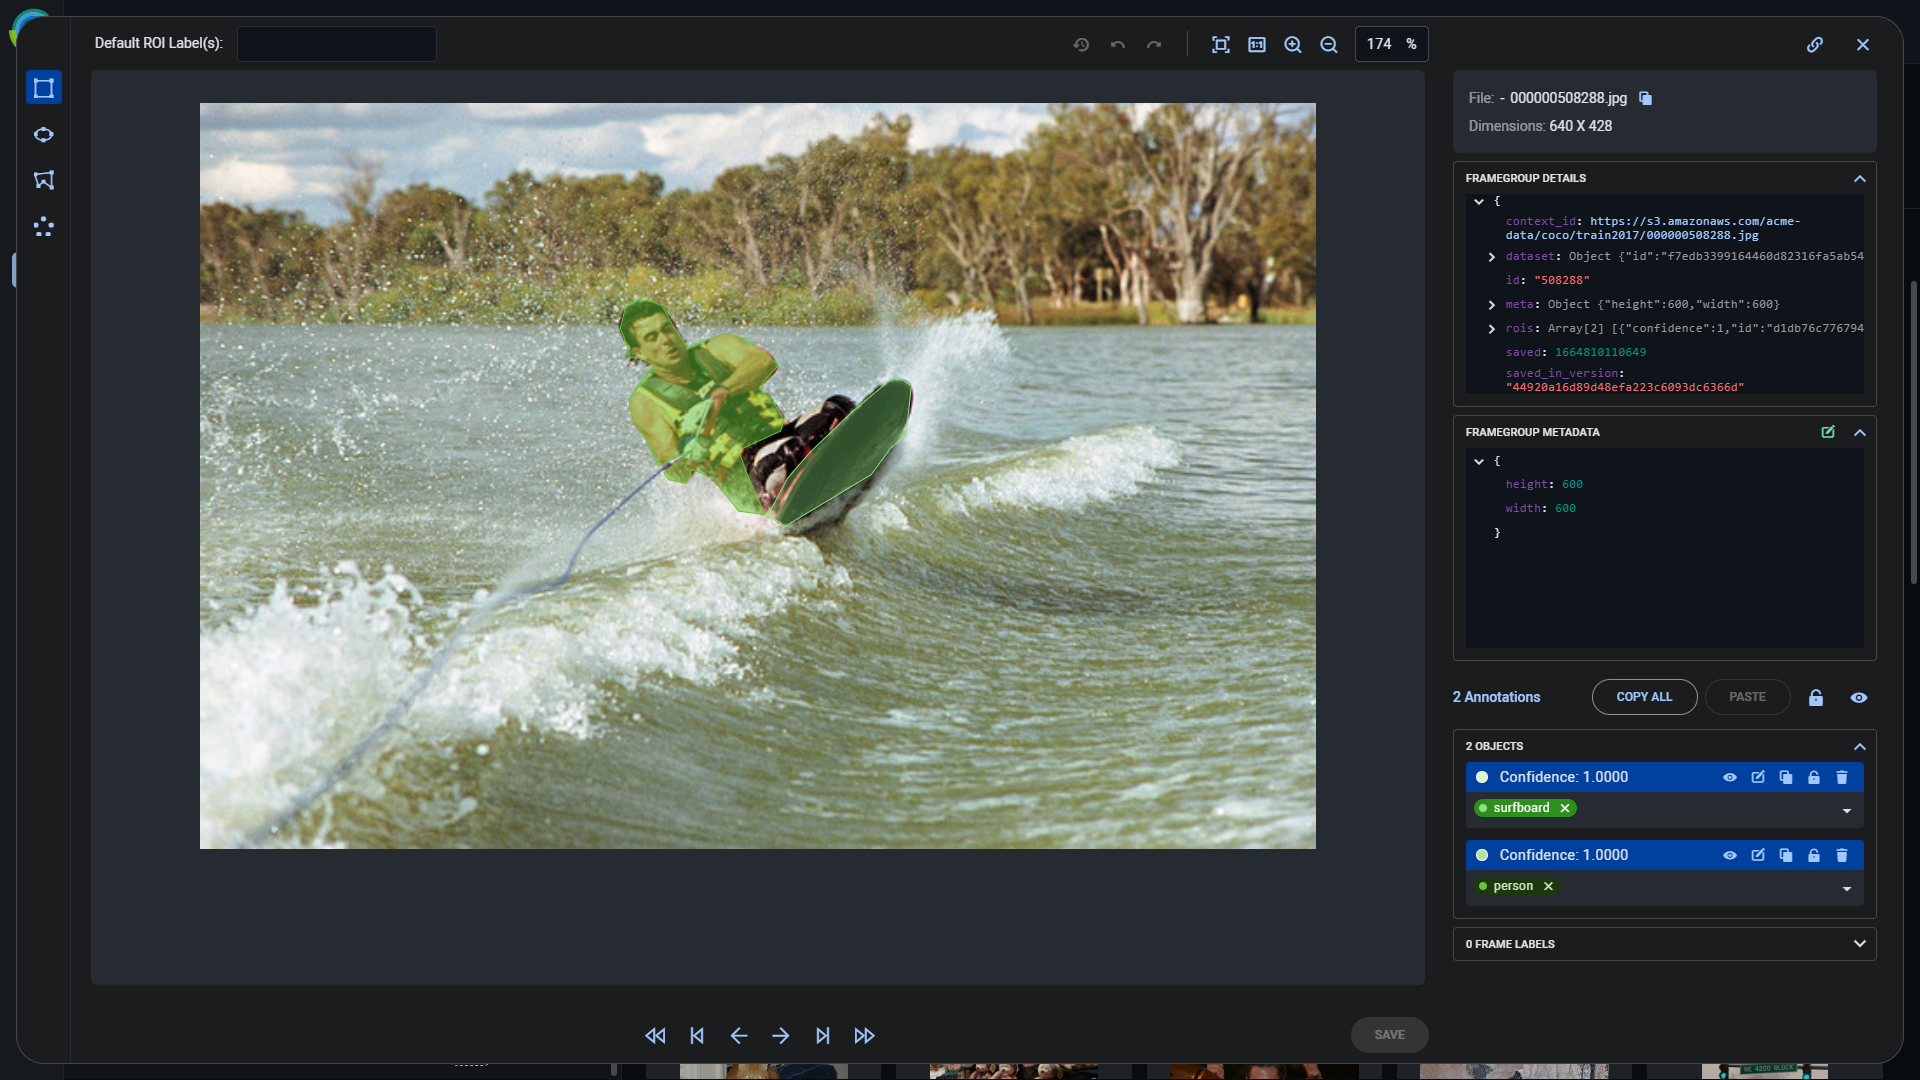 Default ROI Label(s):
174 %
File: - 000000508288.jpg
Dimensions: 640 X 428
FRAMEGROUP DETAILS
{
context_id: https://s3.amazonaws.com/acme-
data/coco/train2017/000000508288.jpg
dataset: Object {"id":"f7edb3399164460d82316fa5ab54
id: "508288"
meta: Object {"height":600,"width":600}
rois: Array[2] [{"confidence":1,"id":"d1db76c776794
saved: 1664810110649
saved_in_version:
"44920a16d89d48efa223c6093dc6366d"
FRAMEGROUP METADATA
{
height: 600
width: 600
}
2 Annotations
COPY ALL
PASTE
2 OBJECTS
Confidence: 1.0000
surfboard
Confidence: 1.0000
person
0 FRAME LABELS
SAVE
NE 4200 BLOCK